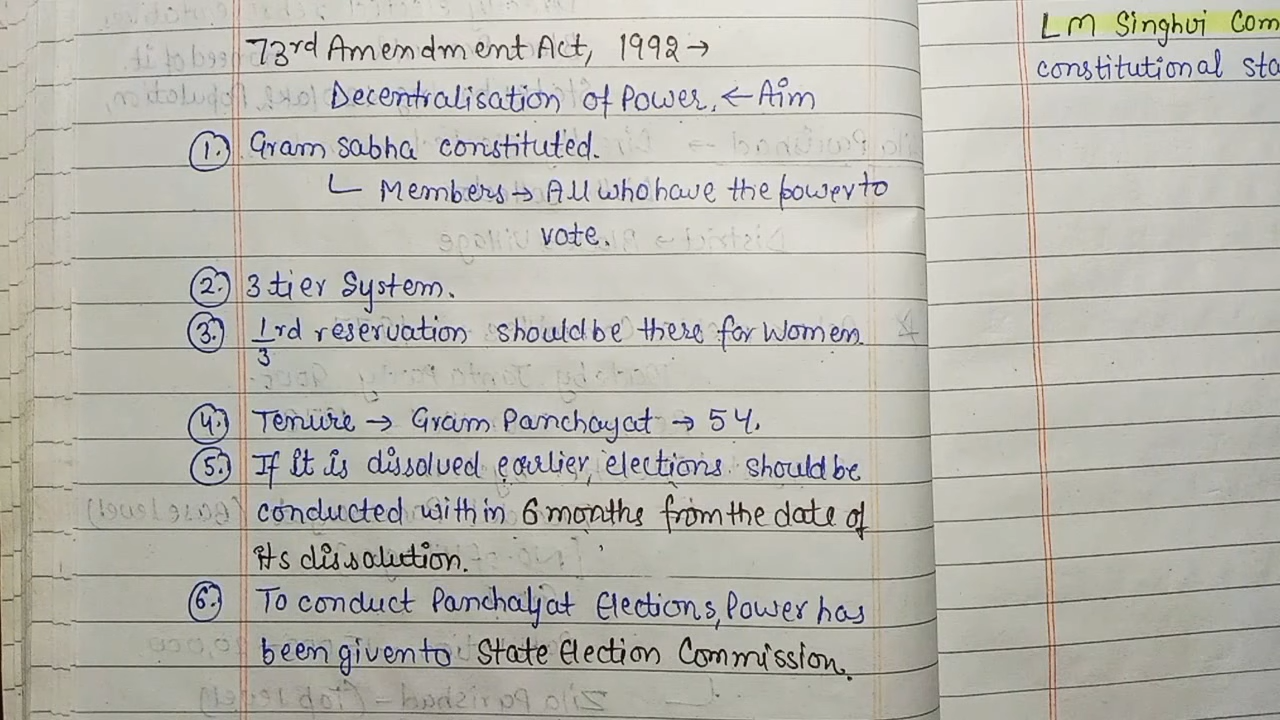 73rd Amendment Act, 1992→
Decentralisation of Power. ← Aim
1. Gram sabha constituted.
↳ Members → All who have the power to
vote.
2. 3 tier System.
3. 1/3rd reservation should be there for Women.
4. Tenure → Gram Panchayat → 5Y.
5. If it is dissolved earlier, elections should be
conducted within 6 months from the date of
its dissolution.
6. To conduct Panchayat Elections, Power has
been given to State Election Commission.
LM Singhvi Com
constitutional sta